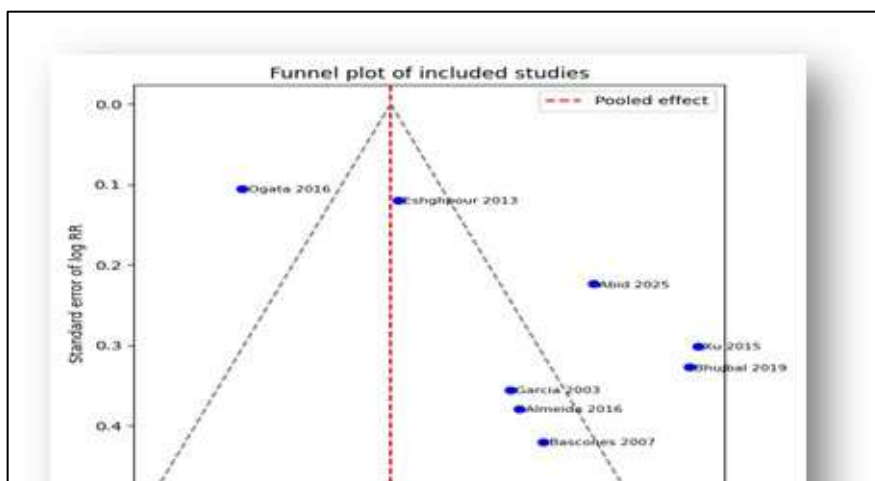 Funnel plot of included studies
Pooled effect
0.0
0.1
0.2
0.3
0.4
Standard error of log RR
Ogata 2016
Eshghpour 2013
Abid 2025
Xu 2015
Bhujbal 2019
Garcia 2003
Almeida 2016
Bascones 2007